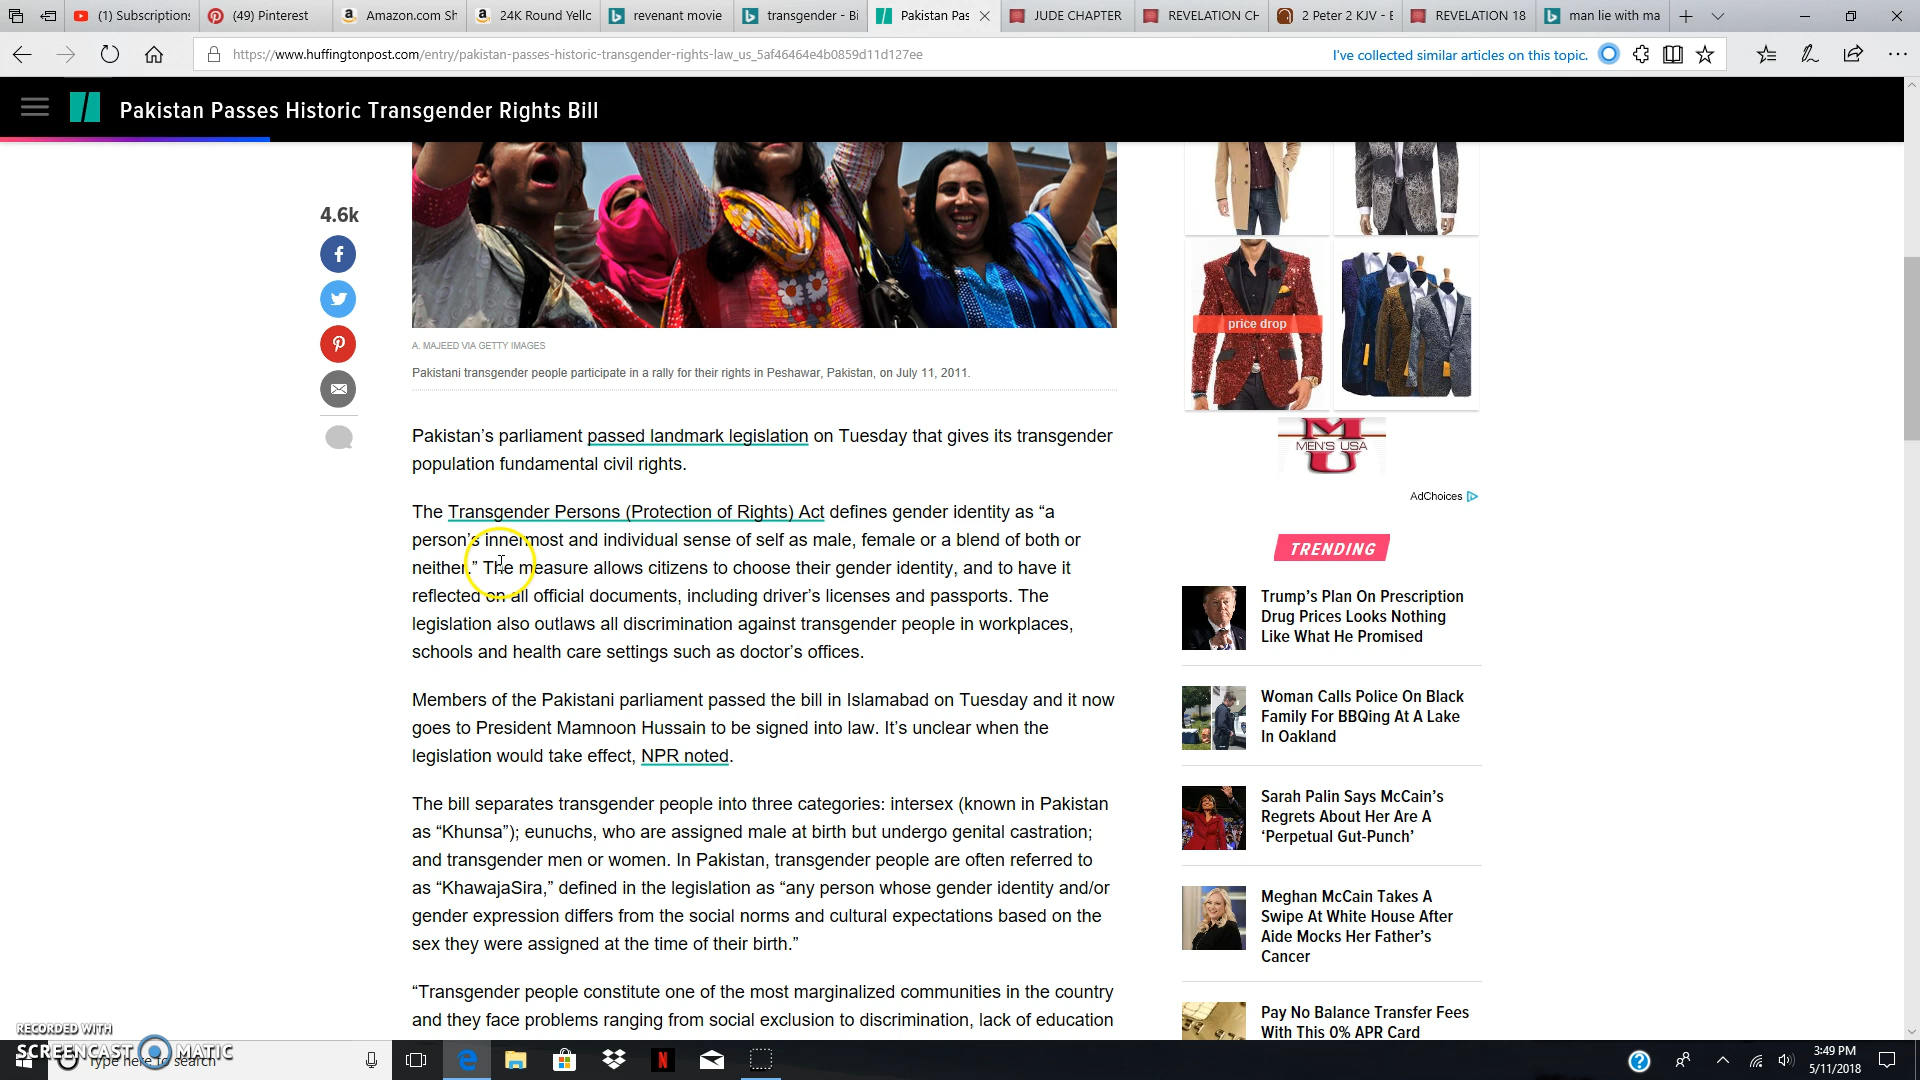 (1) Subscriptions
(49) Pinterest
Amazon.com Sh
24K Round Yello
revenant movie
transgender - Bi
Pakistan Pas
JUDE CHAPTER
REVELATION CH
2 Peter 2 KJV - E
REVELATION 18
man lie with ma
https://www.huffingtonpost.com/entry/pakistan-passes-historic-transgender-rights-law_us_5af46464e4b0859d11d127ee
I've collected similar articles on this topic.
Pakistan Passes Historic Transgender Rights Bill
4.6k
A. MAJEED VIA GETTY IMAGES
Pakistani transgender people participate in a rally for their rights in Peshawar, Pakistan, on July 11, 2011.
Pakistan’s parliament passed landmark legislation on Tuesday that gives its transgender
population fundamental civil rights.
The Transgender Persons (Protection of Rights) Act defines gender identity as “a
person’s innermost and individual sense of self as male, female or a blend of both or
neither.” The measure allows citizens to choose their gender identity, and to have it
reflected on all official documents, including driver’s licenses and passports. The
legislation also outlaws all discrimination against transgender people in workplaces,
schools and health care settings such as doctor’s offices.
Members of the Pakistani parliament passed the bill in Islamabad on Tuesday and it now
goes to President Mamnoon Hussain to be signed into law. It’s unclear when the
legislation would take effect, NPR noted.
The bill separates transgender people into three categories: intersex (known in Pakistan
as “Khunsa”); eunuchs, who are assigned male at birth but undergo genital castration;
and transgender men or women. In Pakistan, transgender people are often referred to
as “KhawajaSira,” defined in the legislation as “any person whose gender identity and/or
gender expression differs from the social norms and cultural expectations based on the
sex they were assigned at the time of their birth.”
“Transgender people constitute one of the most marginalized communities in the country
and they face problems ranging from social exclusion to discrimination, lack of education
price drop
MEN'S USA
AdChoices
TRENDING
Trump’s Plan On Prescription
Drug Prices Looks Nothing
Like What He Promised
Woman Calls Police On Black
Family For BBQing At A Lake
In Oakland
Sarah Palin Says McCain’s
Regrets About Her Are A
‘Perpetual Gut-Punch’
Meghan McCain Takes A
Swipe At White House After
Aide Mocks Her Father’s
Cancer
Pay No Balance Transfer Fees
With This 0% APR Card
RECORDED WITH
SCREENCAST MATIC
Type here to search
3:49 PM
5/11/2018